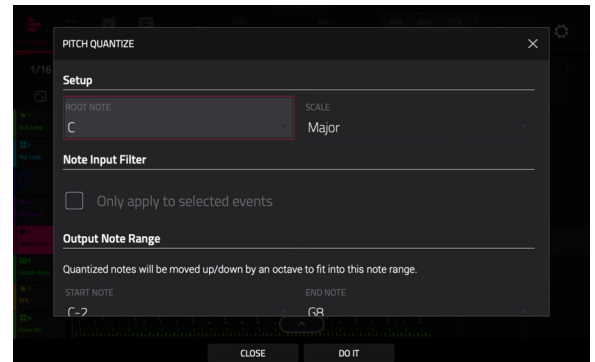 PITCH QUANTIZE
Setup
ROOT NOTE
SCALE
C
Major
Note Input Filter
Only apply to selected events
Output Note Range
Quantized notes will be moved up/down by an octave to fit into this note range.
START NOTE
END NOTE
C-2
G8
CLOSE
DO IT
1/16